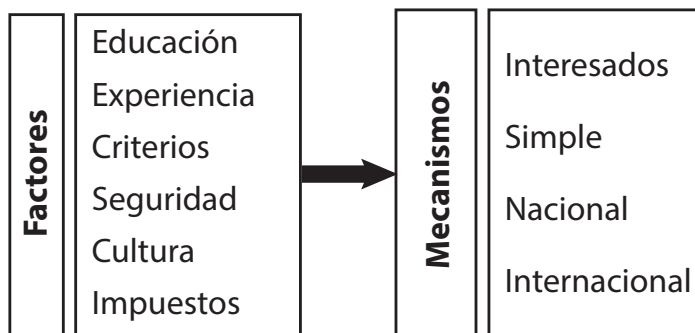 Factores
Educación
Experiencia
Criterios
Seguridad
Cultura
Impuestos
Mecanismos
Interesados
Simple
Nacional
Internacional